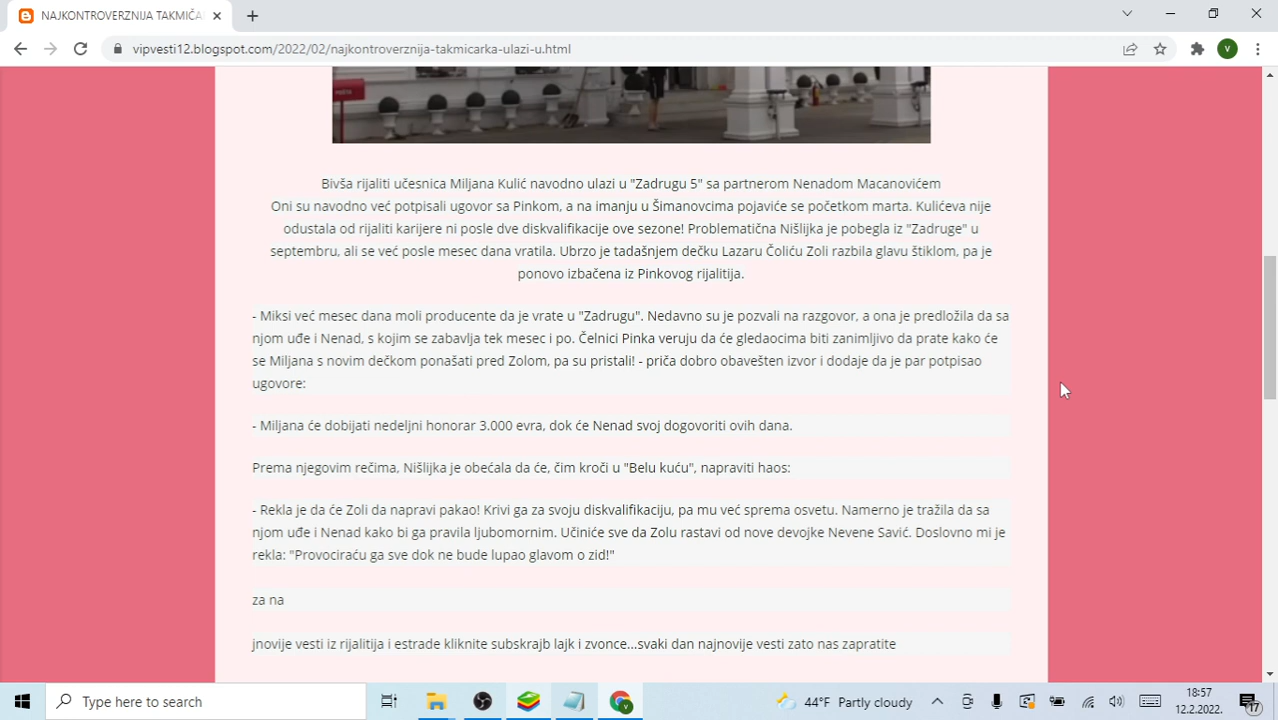 NAJKONTROVERZNIJA TAKMIČA
vipvesti12.blogspot.com/2022/02/najkontroverznija-takmicarka-ulazi-u.html
V
POŠTA
Bivša rijaliti učesnica Miljana Kulić navodno ulazi u "Zadrugu 5" sa partnerom Nenadom Macanovićem
Oni su navodno već potpisali ugovor sa Pinkom, a na imanju u Šimanovcima pojaviće se početkom marta. Kulićeva nije
odustala od rijaliti karijere ni posle dve diskvalifikacije ove sezone! Problematična Nišlijka je pobegla iz "Zadruge" u
septembru, ali se već posle mesec dana vratila. Ubrzo je tadašnjem dečku Lazaru Čoliću Zoli razbila glavu štiklom, pa je
ponovo izbačena iz Pinkovog rijalitija.
- Miksi već mesec dana moli producente da je vrate u "Zadrugu". Nedavno su je pozvali na razgovor, a ona je predložila da sa
njom uđe i Nenad, s kojim se zabavlja tek mesec i po. Čelnici Pinka veruju da će gledaocima biti zanimljivo da prate kako će
se Miljana s novim dečkom ponašati pred Zolom, pa su pristali! - priča dobro obavešten izvor i dodaje da je par potpisao
ugovore:
- Miljana će dobijati nedeljni honorar 3.000 evra, dok će Nenad svoj dogovoriti ovih dana.
Prema njegovim rečima, Nišlijka je obećala da će, čim kroči u "Belu kuću", napraviti haos:
- Rekla je da će Zoli da napravi pakao! Krivi ga za svoju diskvalifikaciju, pa mu već sprema osvetu. Namerno je tražila da sa
njom uđe i Nenad kako bi ga pravila ljubomornim. Učiniće sve da Zolu rastavi od nove devojke Nevene Savić. Doslovno mi je
rekla: "Provociraću ga sve dok ne bude lupao glavom o zid!"
za na
jnovije vesti iz rijalitija i estrade kliknite subskrajb lajk i zvonce...svaki dan najnovije vesti zato nas zapratite
Type here to search
44°F Partly cloudy
18:57
12.2.2022.
17